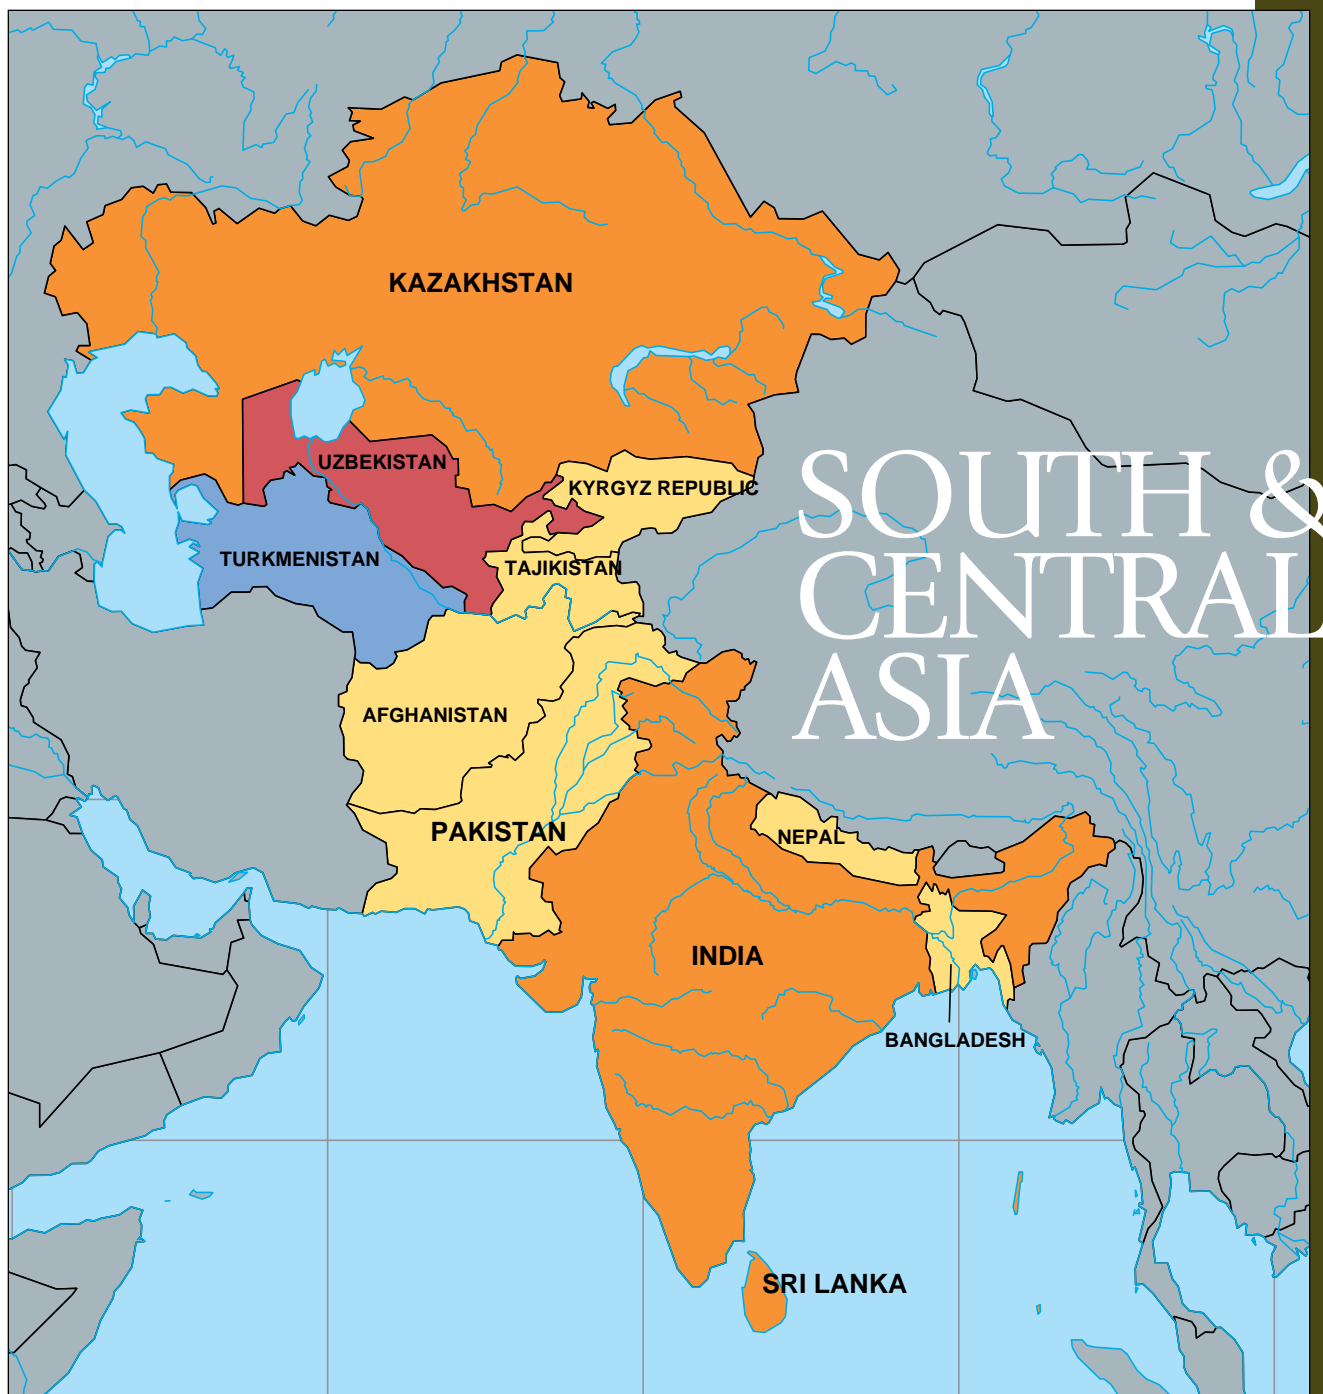 KAZAKHSTAN
SOUTH &
CENTRAL
ASIA
UZBEKISTAN
KYRGYZ REPUBLIC
TURKMENISTAN
TAJIKISTAN
AFGHANISTAN
PAKISTAN
NEPAL
INDIA
BANGLADESH
SRI LANKA